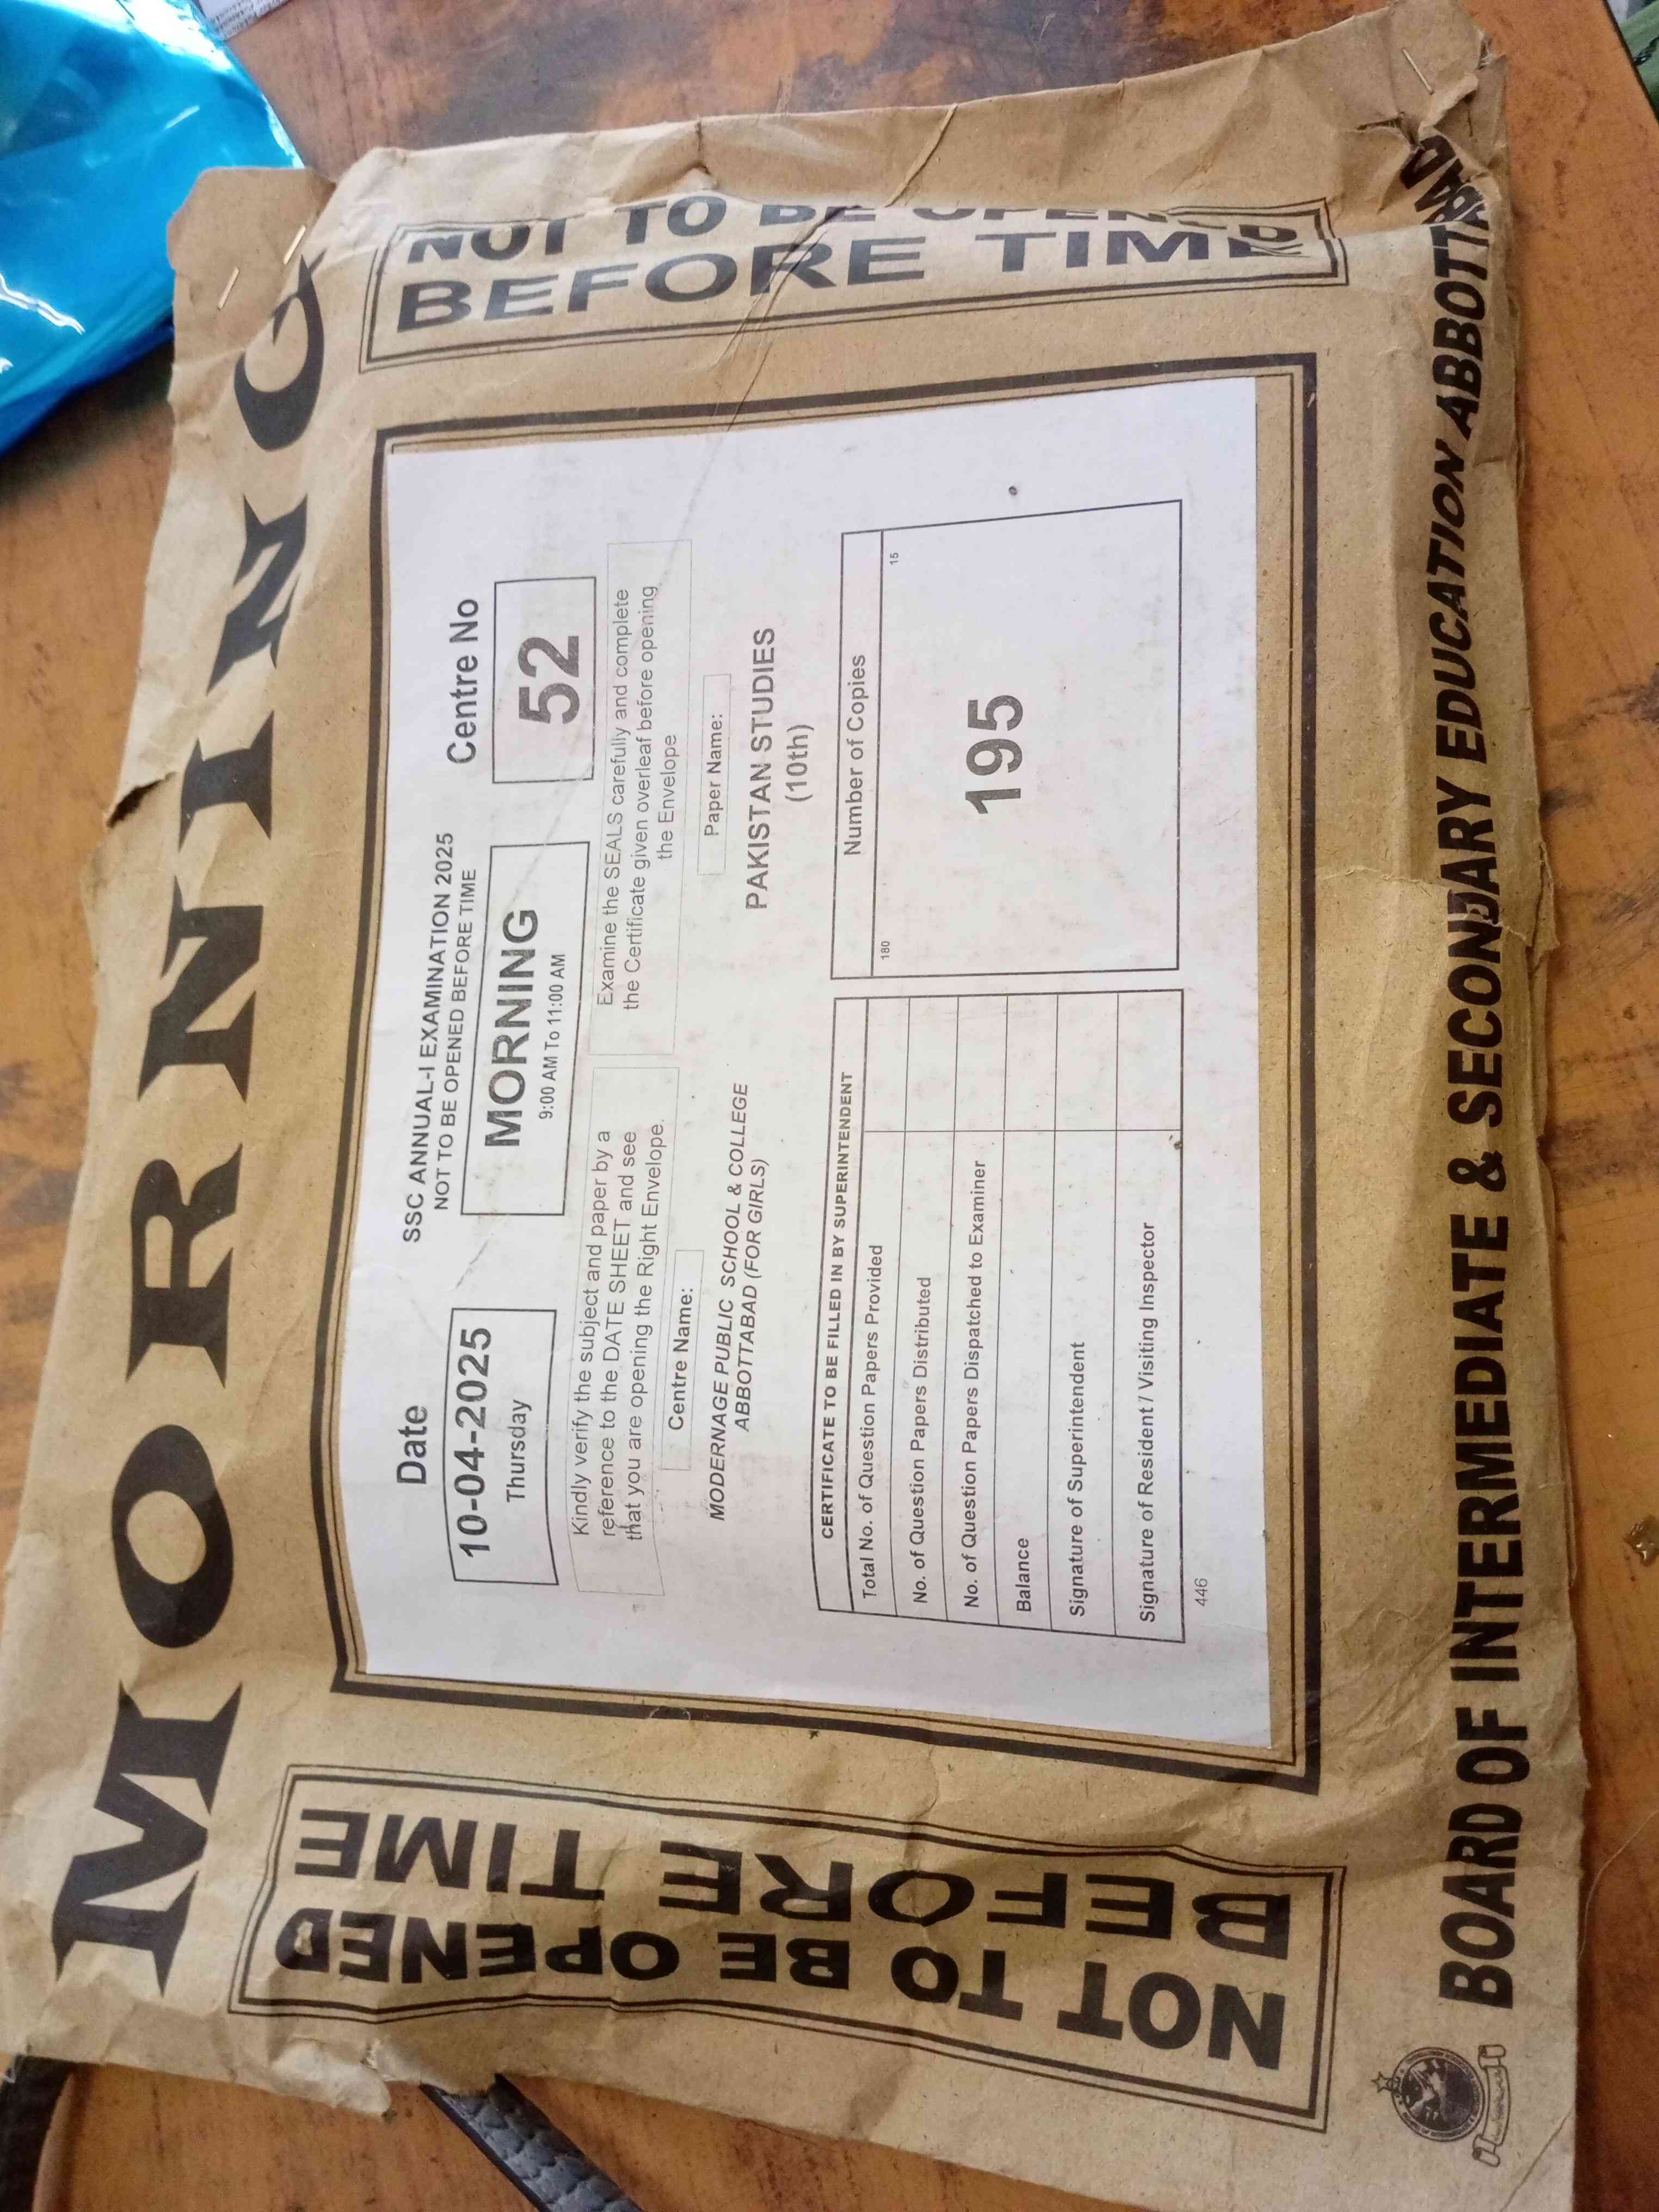 MORNING
NOT TO BE OPENED
BEFORE TIME
Date
10-04-2025
Thursday
SSC ANNUAL-I EXAMINATION 2025
NOT TO BE OPENED BEFORE TIME
MORNING
9:00 AM To 11:00 AM
Centre No
52
Kindly verify the subject and paper by a
reference to the DATE SHEET and see
that you are opening the Right Envelope.
Examine the SEALS carefully and complete
the Certificate given overleaf before opening
the Envelope
Centre Name:
MODERNAGE PUBLIC SCHOOL & COLLEGE
ABBOTTABAD (FOR GIRLS)
Paper Name:
PAKISTAN STUDIES
(10th)
CERTIFICATE TO BE FILLED IN BY SUPERINTENDENT
Total No. of Question Papers Provided
No. of Question Papers Distributed
No. of Question Papers Dispatched to Examiner
Balance
Signature of Superintendent
Signature of Resident / Visiting Inspector
446
Number of Copies
180 15
195
NOT TO BE OPENED
BEFORE TIME
BOARD OF INTERMEDIATE & SECONDARY EDUCATION ABBOTTABAD